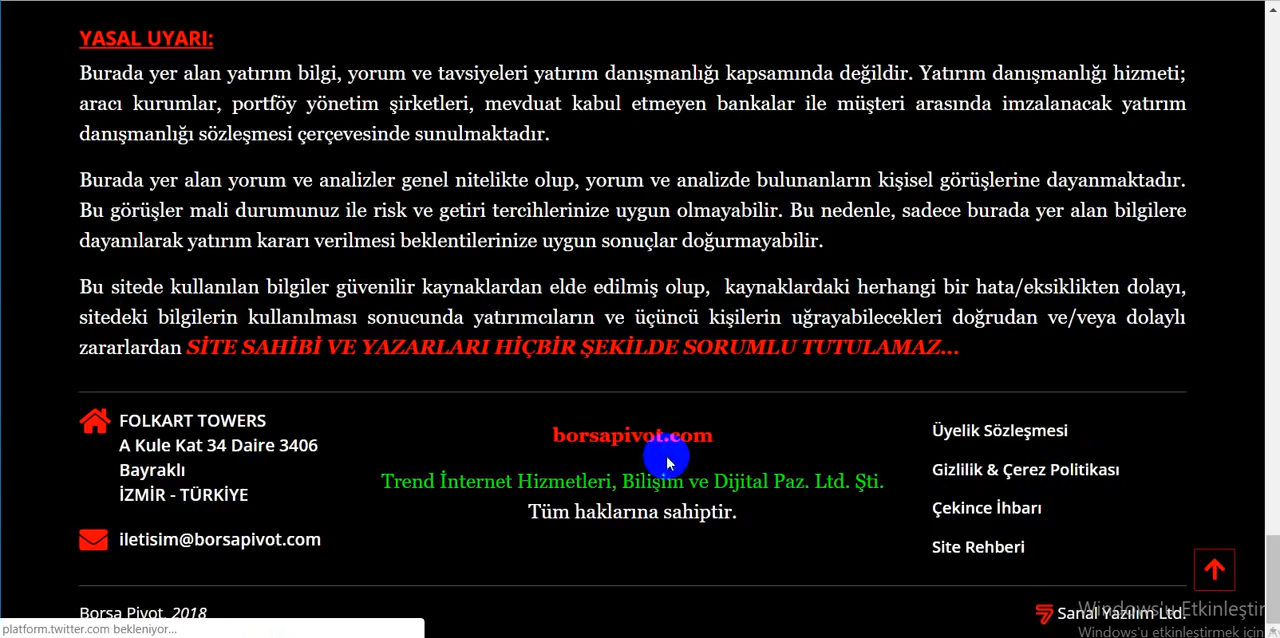 YASAL UYARI:
Burada yer alan yatırım bilgi, yorum ve tavsiyeleri yatırım danışmanlığı kapsamında değildir. Yatırım danışmanlığı hizmeti;
aracı kurumlar, portföy yönetim şirketleri, mevduat kabul etmeyen bankalar ile müşteri arasında imzalanacak yatırım
danışmanlığı sözleşmesi çerçevesinde sunulmaktadır.
Burada yer alan yorum ve analizler genel nitelikte olup, yorum ve analizde bulunanların kişisel görüşlerine dayanmaktadır.
Bu görüşler mali durumunuz ile risk ve getiri tercihlerinize uygun olmayabilir. Bu nedenle, sadece burada yer alan bilgilere
dayanılarak yatırım kararı verilmesi beklentilerinize uygun sonuçlar doğurmayabilir.
Bu sitede kullanılan bilgiler güvenilir kaynaklardan elde edilmiş olup, kaynaklardaki herhangi bir hata/eksiklikten dolayı,
sitedeki bilgilerin kullanılması sonucunda yatırımcıların ve üçüncü kişilerin uğrayabilecekleri doğrudan ve/veya dolaylı
zararlardan SİTE SAHİBİ VE YAZARLARI HİÇBİR ŞEKİLDE SORUMLU TUTULAMAZ...
FOLKART TOWERS
A Kule Kat 34 Daire 3406
Bayraklı
İZMİR - TÜRKİYE
iletisim@borsapivot.com
borsapivot.com
Trend İnternet Hizmetleri, Bilişim ve Dijital Paz. Ltd. Şti.
Tüm haklarına sahiptir.
Üyelik Sözleşmesi
Gizlilik & Çerez Politikası
Çekince İhbarı
Site Rehberi
Borsa Pivot, 2018
Sanal Yazılım Ltd.
Windows'u Etkinleştir
Windows'u etkinleştirmek için
platform.twitter.com bekleniyor...